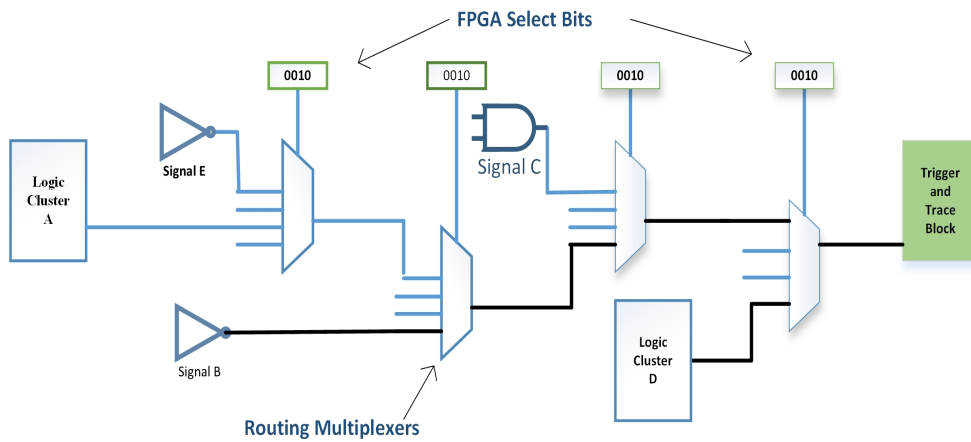 FPGA Select Bits
0010
0010
0010
0010
Signal E
Signal C
Logic
Cluster
A
Trigger
and
Trace
Block
Signal B
Logic
Cluster
D
Routing Multiplexers